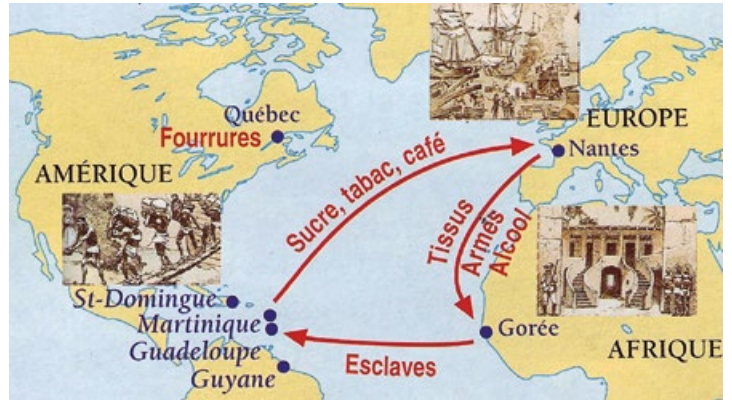 Québec
Fourrures
EUROPE
Nantes
AMÉRIQUE
Sucre, tabac, café
Tissus
Armes
Alcool
St-Domingue
Martinique
Guadeloupe
Guyane
Gorée
Esclaves
AFRIQUE